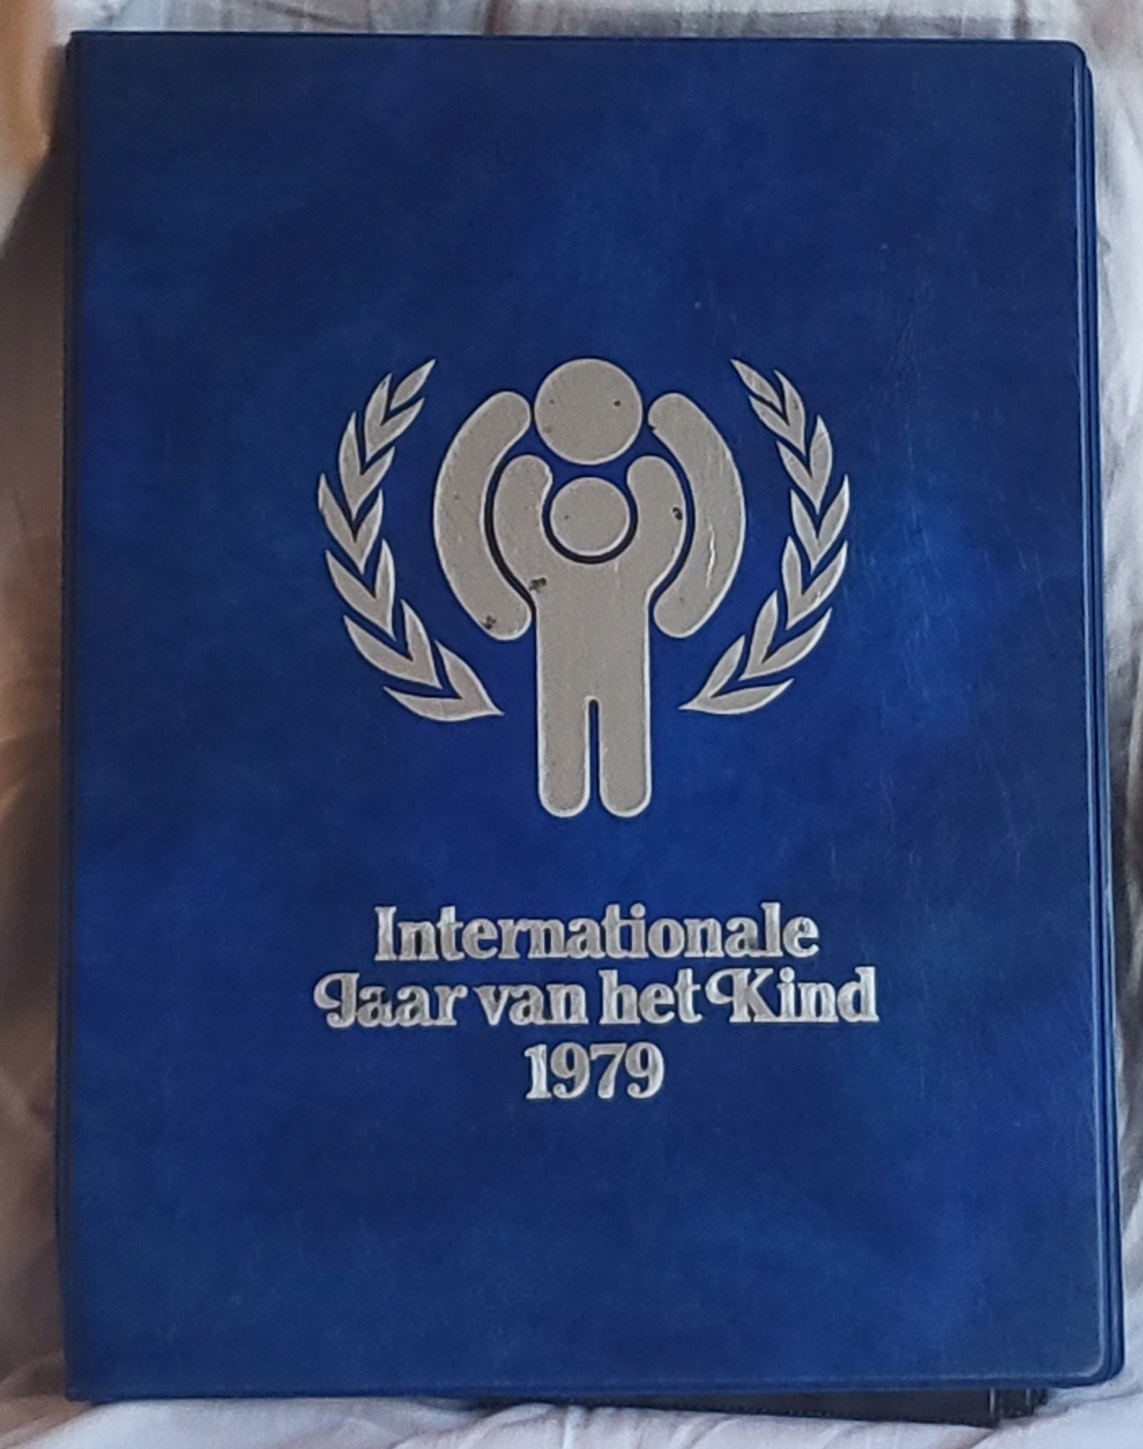 Internationale
Jaar van het Kind
1979